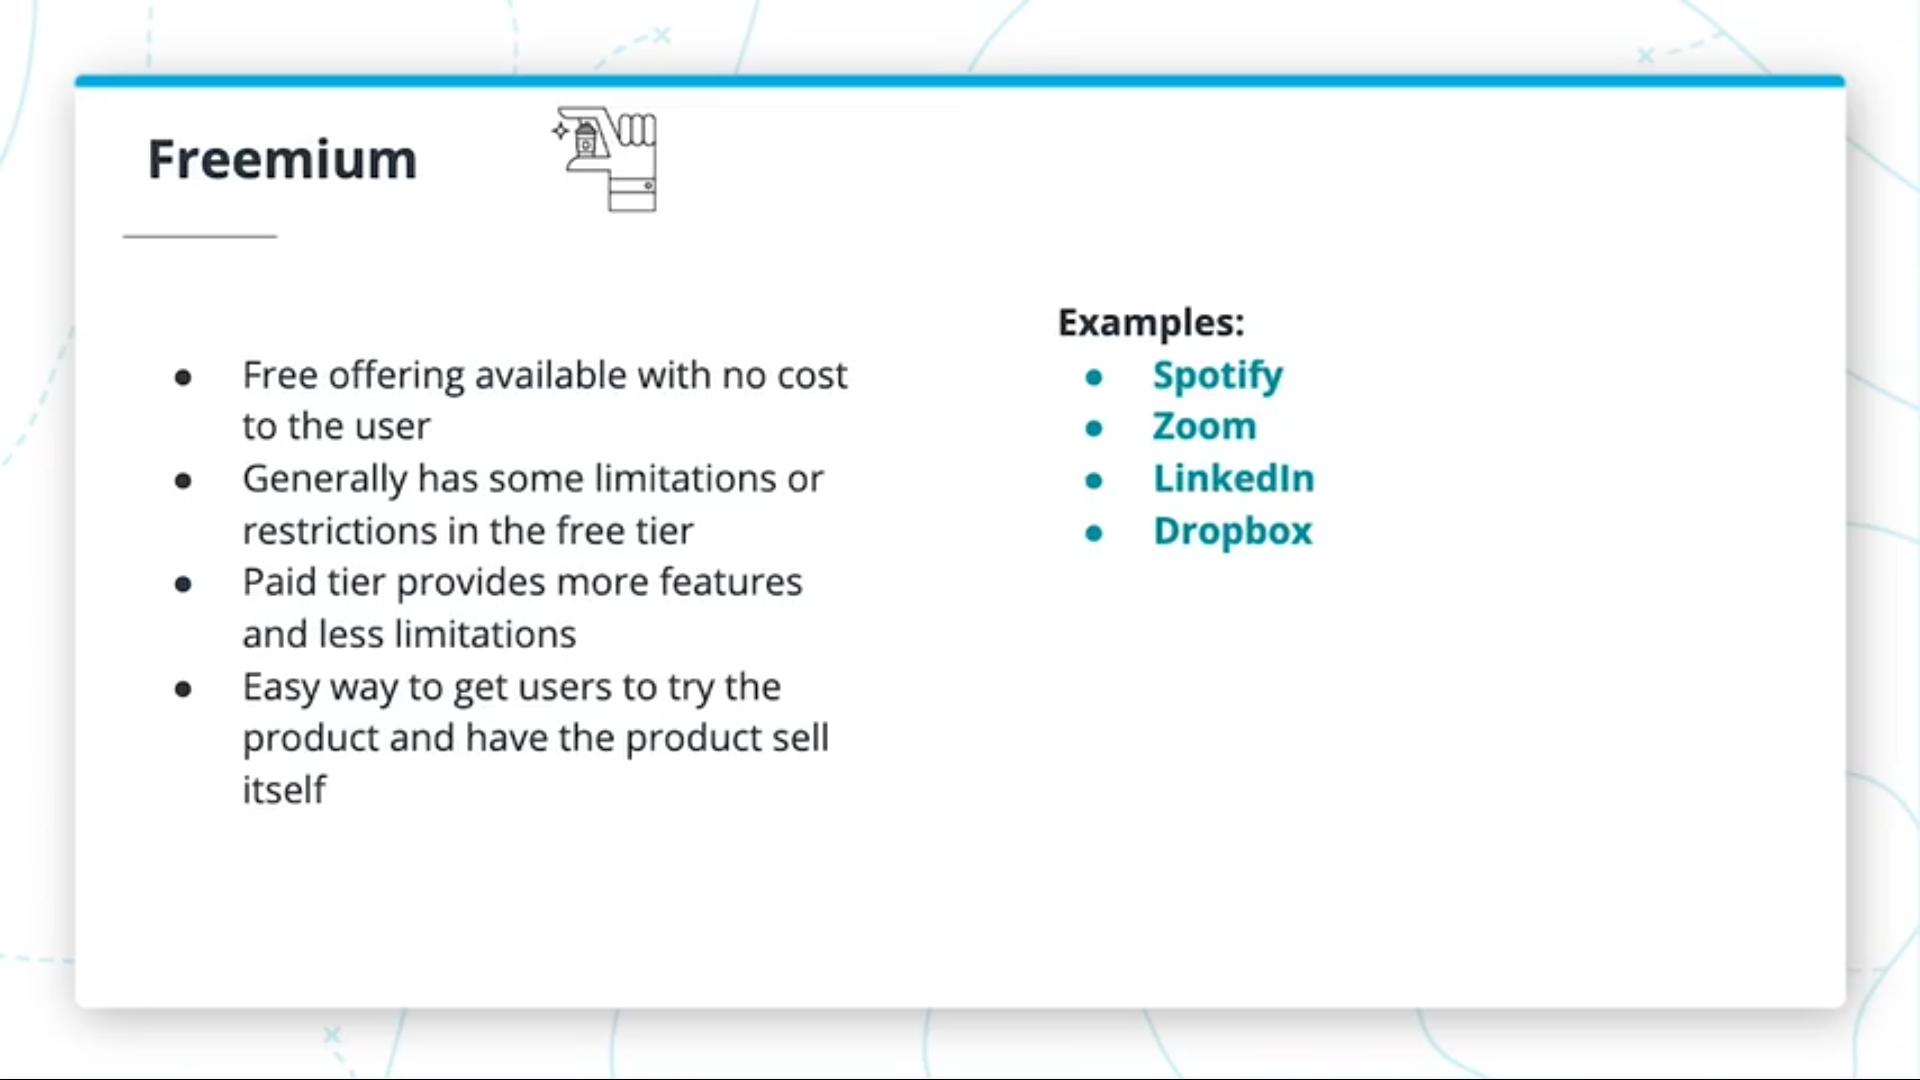 Freemium
● Free offering available with no cost
to the user
● Generally has some limitations or
restrictions in the free tier
● Paid tier provides more features
and less limitations
● Easy way to get users to try the
product and have the product sell
itself
Examples:
● Spotify
● Zoom
● LinkedIn
● Dropbox